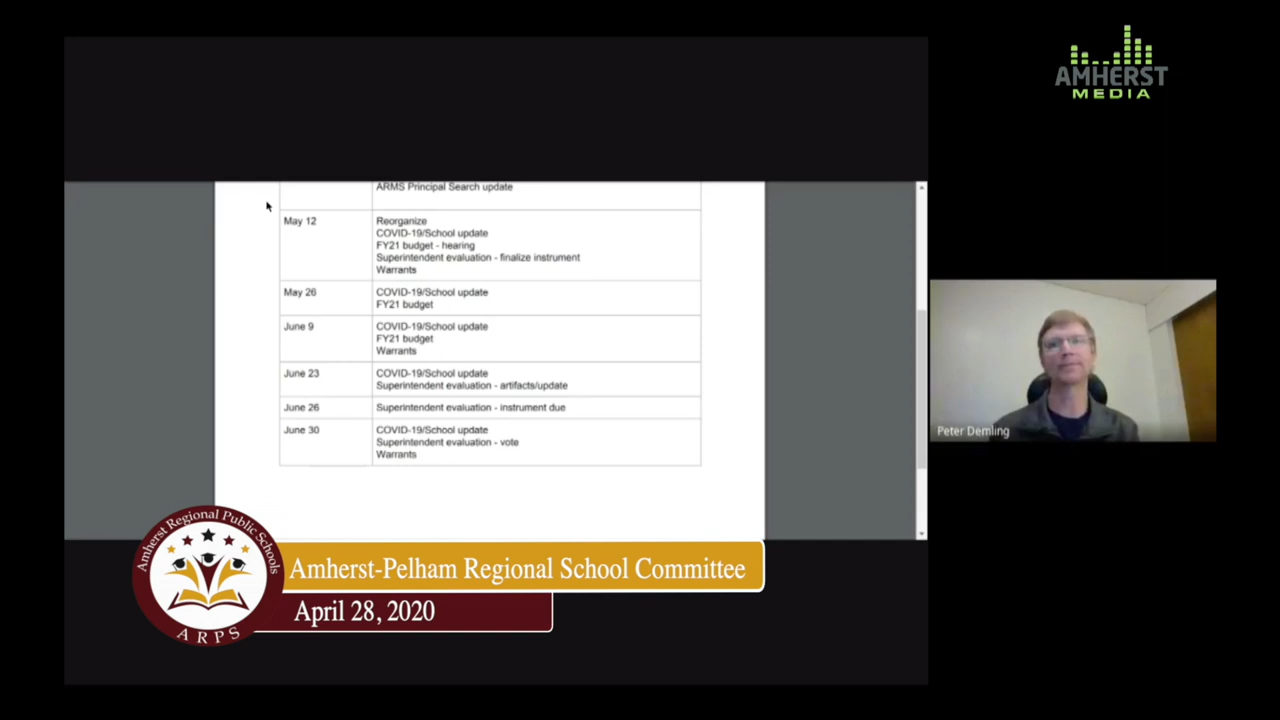 AMHERST
MEDIA
ARMS Principal Search update
May 12
Reorganize
COVID-19/School update
FY21 budget - hearing
Superintendent evaluation - finalize instrument
Warrants
May 26
COVID-19/School update
FY21 budget
June 9
COVID-19/School update
FY21 budget
Warrants
June 23
COVID-19/School update
Superintendent evaluation - artifacts/update
June 26
Superintendent evaluation - instrument due
June 30
COVID-19/School update
Superintendent evaluation - vote
Warrants
Peter Demling
Amherst Regional Public Schools
ARPS
Amherst-Pelham Regional School Committee
April 28, 2020